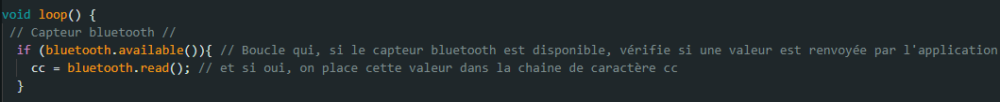 void loop() {
// Capteur bluetooth //
if (bluetooth.available()){ // Boucle qui, si le capteur bluetooth est disponible, vérifie si une valeur est renvoyée par l'application
cc = bluetooth.read(); // et si oui, on place cette valeur dans la chaine de caractère cc
}